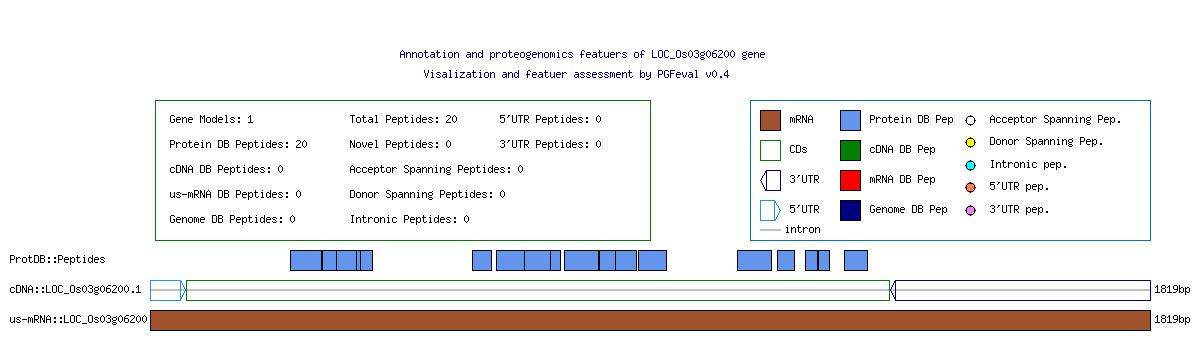 Annotation and proteogenomics featuers of LOC_Os03g06200 gene
Visalization and featuer assessment by PGFeval v0.4
Gene Models: 1 Total Peptides: 20 5'UTR Peptides: 0
Protein DB Peptides: 20 Novel Peptides: 0 3'UTR Peptides: 0
cDNA DB Peptides: 0 Acceptor Spanning Peptides: 0
us-mRNA DB Peptides: 0 Donor Spanning Peptides: 0
Genome DB Peptides: 0 Intronic Peptides: 0
mRNA Protein DB Pep Acceptor Spanning Pep.
CDs cDNA DB Pep Donor Spanning Pep.
3'UTR mRNA DB Pep Intronic pep.
5'UTR Genome DB Pep 5'UTR pep.
3'UTR pep.
intron
ProtDB::Peptides
cDNA::LOC_Os03g06200.1 1819bp
us-mRNA::LOC_Os03g06200 1819bp